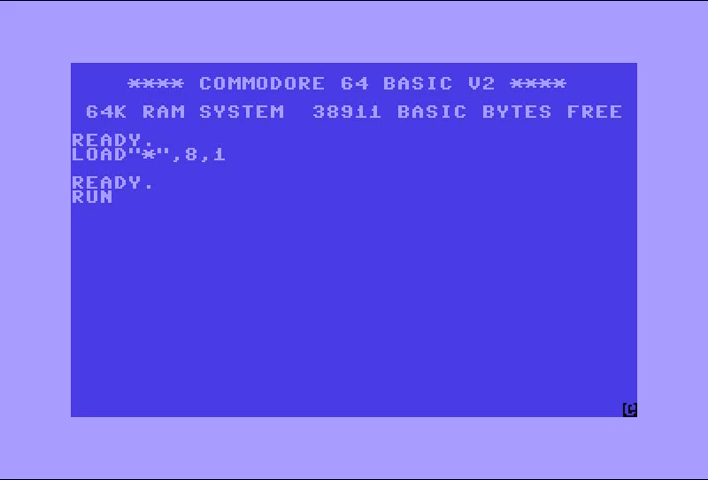 **** COMMODORE 64 BASIC V2 ****
64K RAM SYSTEM  38911 BASIC BYTES FREE
READY.
LOAD"*",8,1
READY.
RUN